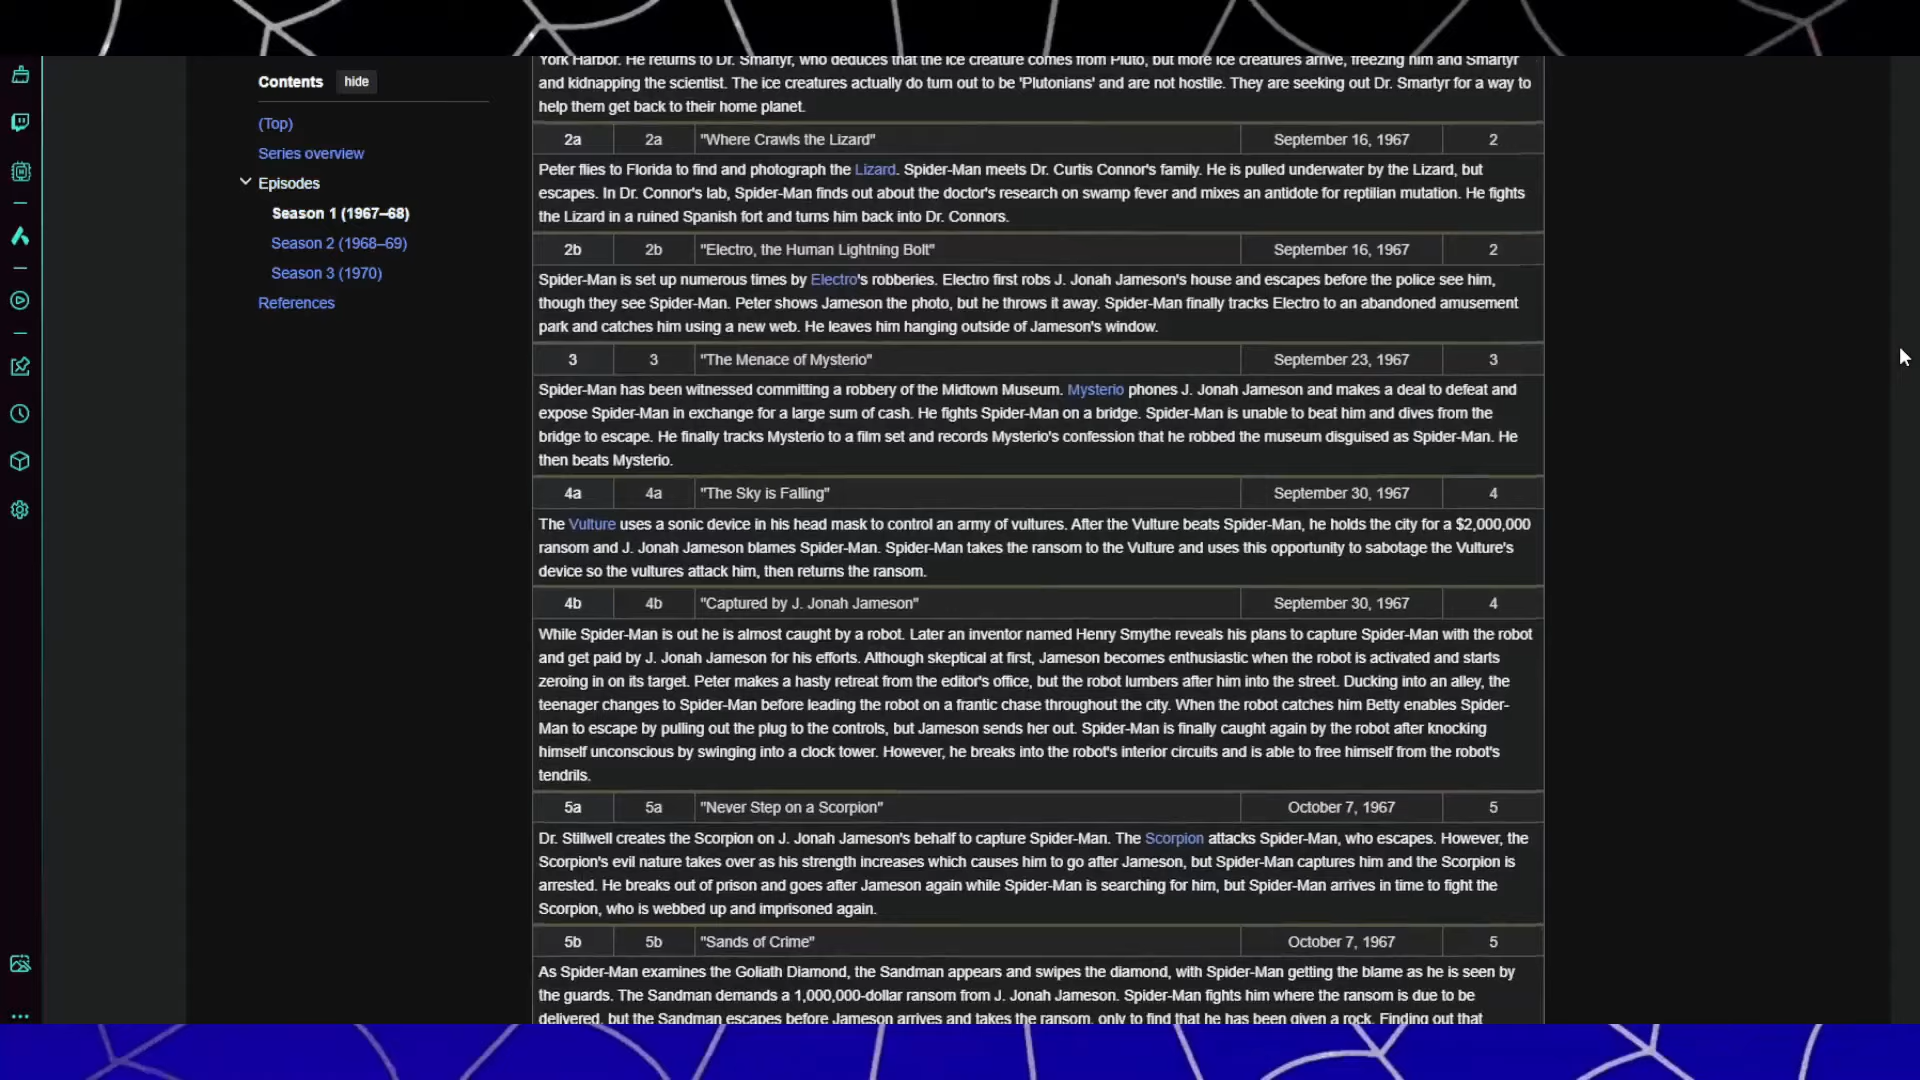 Contents hide
(Top)
Series overview
Episodes
Season 1 (1967–68)
Season 2 (1968–69)
Season 3 (1970)
References
York Harbor. He returns to Dr. Smartyr, who deduces that the ice creature comes from Pluto, but more ice creatures arrive, freezing him and Smartyr
and kidnapping the scientist. The ice creatures actually do turn out to be 'Plutonians' and are not hostile. They are seeking out Dr. Smartyr for a way to
help them get back to their home planet.
2a 2a "Where Crawls the Lizard" September 16, 1967 2
Peter flies to Florida to find and photograph the Lizard. Spider-Man meets Dr. Curtis Connor's family. He is pulled underwater by the Lizard, but
escapes. In Dr. Connor's lab, Spider-Man finds out about the doctor's research on swamp fever and mixes an antidote for reptilian mutation. He fights
the Lizard in a ruined Spanish fort and turns him back into Dr. Connors.
2b 2b "Electro, the Human Lightning Bolt" September 16, 1967 2
Spider-Man is set up numerous times by Electro's robberies. Electro first robs J. Jonah Jameson's house and escapes before the police see him,
though they see Spider-Man. Peter shows Jameson the photo, but he throws it away. Spider-Man finally tracks Electro to an abandoned amusement
park and catches him using a new web. He leaves him hanging outside of Jameson's window.
3 3 "The Menace of Mysterio" September 23, 1967 3
Spider-Man has been witnessed committing a robbery of the Midtown Museum. Mysterio phones J. Jonah Jameson and makes a deal to defeat and
expose Spider-Man in exchange for a large sum of cash. He fights Spider-Man on a bridge. Spider-Man is unable to beat him and dives from the
bridge to escape. He finally tracks Mysterio to a film set and records Mysterio's confession that he robbed the museum disguised as Spider-Man. He
then beats Mysterio.
4a 4a "The Sky is Falling" September 30, 1967 4
The Vulture uses a sonic device in his head mask to control an army of vultures. After the Vulture beats Spider-Man, he holds the city for a $2,000,000
ransom and J. Jonah Jameson blames Spider-Man. Spider-Man takes the ransom to the Vulture and uses this opportunity to sabotage the Vulture's
device so the vultures attack him, then returns the ransom.
4b 4b "Captured by J. Jonah Jameson" September 30, 1967 4
While Spider-Man is out he is almost caught by a robot. Later an inventor named Henry Smythe reveals his plans to capture Spider-Man with the robot
and get paid by J. Jonah Jameson for his efforts. Although skeptical at first, Jameson becomes enthusiastic when the robot is activated and starts
zeroing in on its target. Peter makes a hasty retreat from the editor's office, but the robot lumbers after him into the street. Ducking into an alley, the
teenager changes to Spider-Man before leading the robot on a frantic chase throughout the city. When the robot catches him Betty enables Spider-
Man to escape by pulling out the plug to the controls, but Jameson sends her out. Spider-Man is finally caught again by the robot after knocking
himself unconscious by swinging into a clock tower. However, he breaks into the robot's interior circuits and is able to free himself from the robot's
tendrils.
5a 5a "Never Step on a Scorpion" October 7, 1967 5
Dr. Stillwell creates the Scorpion on J. Jonah Jameson's behalf to capture Spider-Man. The Scorpion attacks Spider-Man, who escapes. However, the
Scorpion's evil nature takes over as his strength increases which causes him to go after Jameson, but Spider-Man captures him and the Scorpion is
arrested. He breaks out of prison and goes after Jameson again while Spider-Man is searching for him, but Spider-Man arrives in time to fight the
Scorpion, who is webbed up and imprisoned again.
5b 5b "Sands of Crime" October 7, 1967 5
As Spider-Man examines the Goliath Diamond, the Sandman appears and swipes the diamond, with Spider-Man getting the blame as he is seen by
the guards. The Sandman demands a 1,000,000-dollar ransom from J. Jonah Jameson. Spider-Man fights him where the ransom is due to be
delivered, but the Sandman escapes before Jameson arrives and takes the ransom, only to find that he has been given a rock. Finding out that